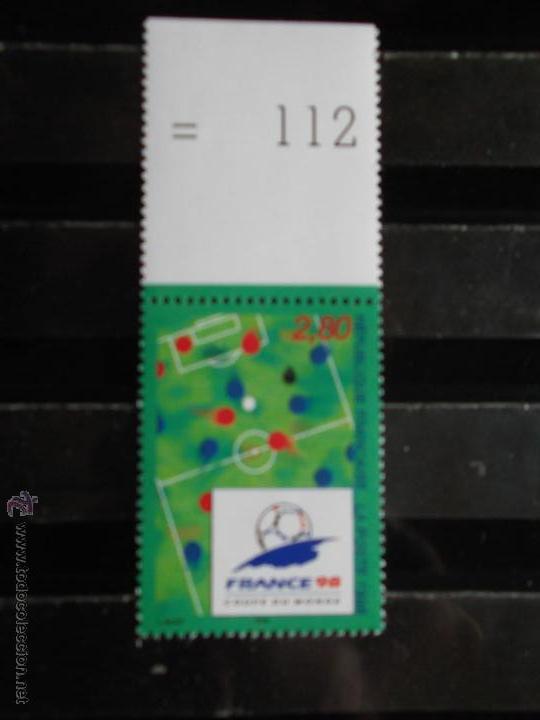 = 112
2,80
FRANCE 98
COUPE DU MONDE
www.todocoleccion.net